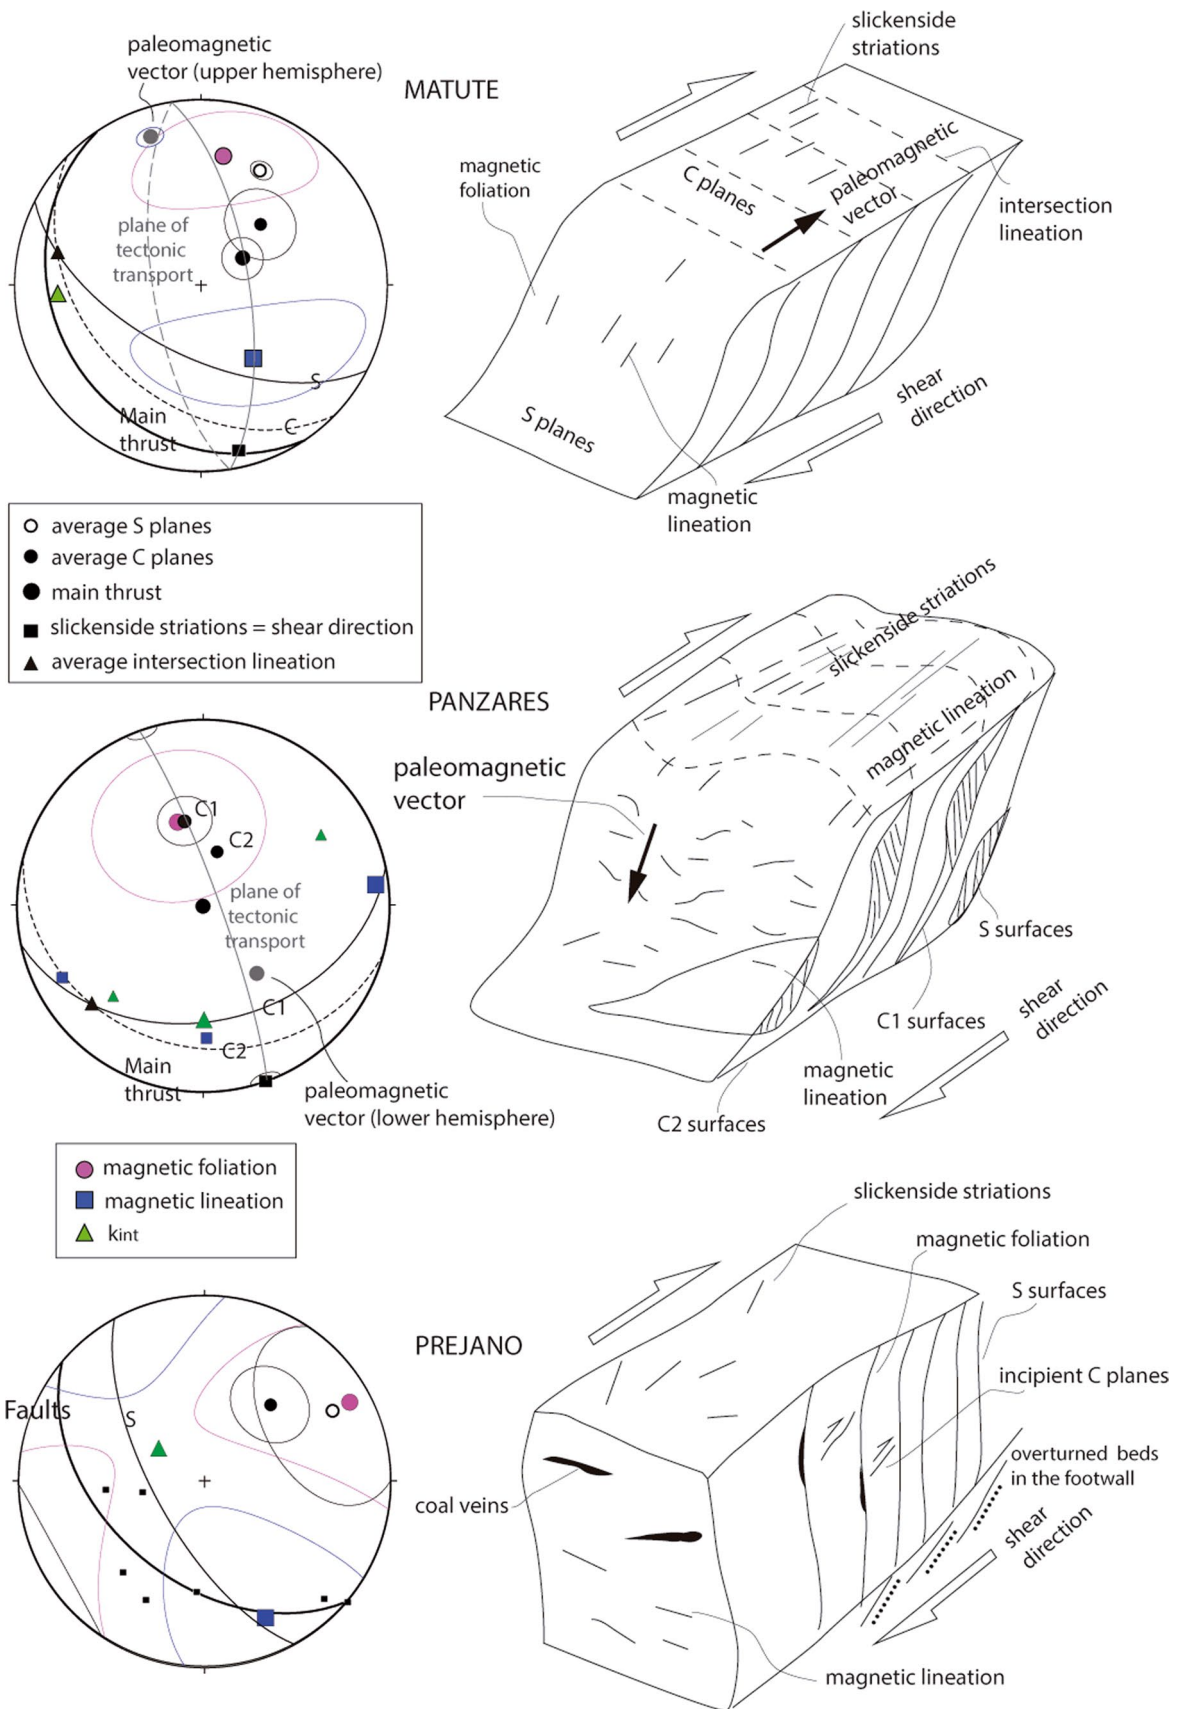 paleomagnetic
vector (upper hemisphere)
MATUTE
slickenside
striations
magnetic
foliation
C planes
paleomagnetic
vector
intersection
lineation
plane of
tectonic
transport
S
C
Main
thrust
S planes
shear
direction
magnetic
lineation
average S planes
average C planes
main thrust
slickenside striations = shear direction
average intersection lineation
PANZARES
slickenside striations
magnetic lineation
paleomagnetic
vector
C1
C2
plane of
tectonic
transport
C1
C2
Main
thrust
paleomagnetic
vector (lower hemisphere)
S surfaces
C1 surfaces
shear
direction
magnetic
lineation
C2 surfaces
magnetic foliation
magnetic lineation
kint
PREJANO
slickenside striations
magnetic foliation
S surfaces
incipient C planes
overturned beds
in the footwall
Faults
S
coal veins
shear
direction
magnetic lineation